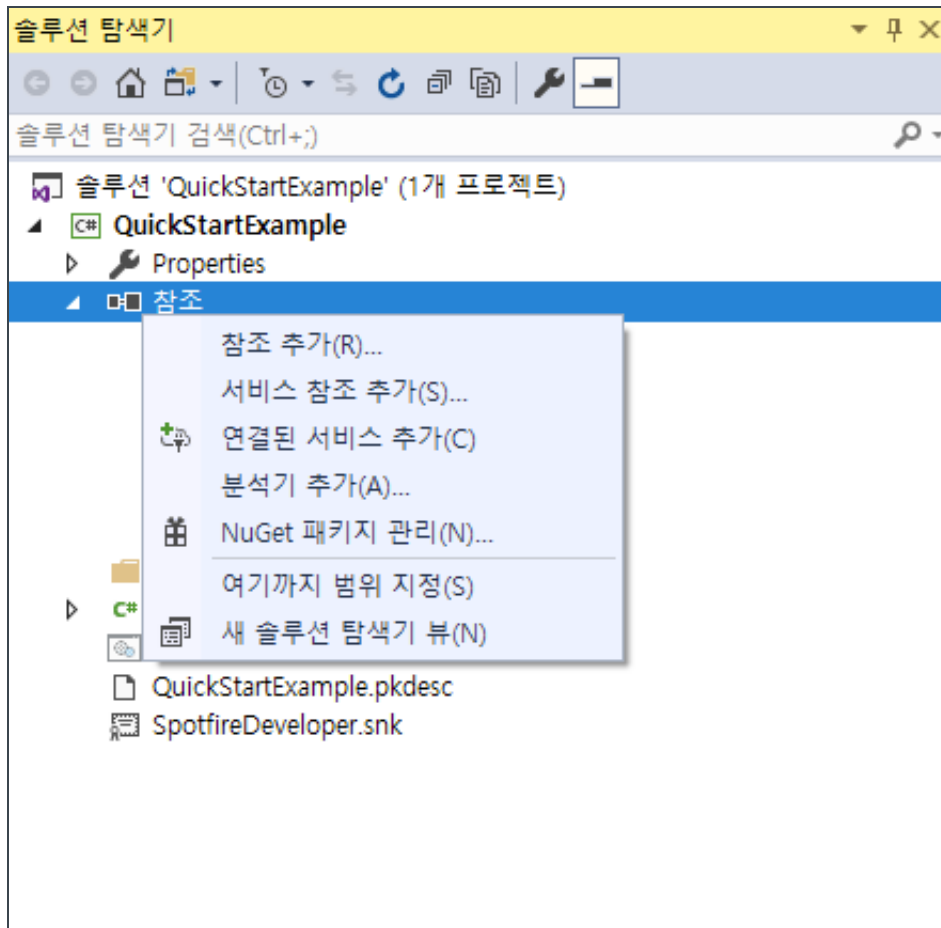 솔루션 탐색기
솔루션 탐색기 검색(Ctrl+;)
솔루션 'QuickStartExample' (1개 프로젝트)
C# QuickStartExample
Properties
참조
참조 추가(R)...
서비스 참조 추가(S)...
연결된 서비스 추가(C)
분석기 추가(A)...
NuGet 패키지 관리(N)...
여기까지 범위 지정(S)
C#
새 솔루션 탐색기 뷰(N)
QuickStartExample.pkdesc
SpotfireDeveloper.snk